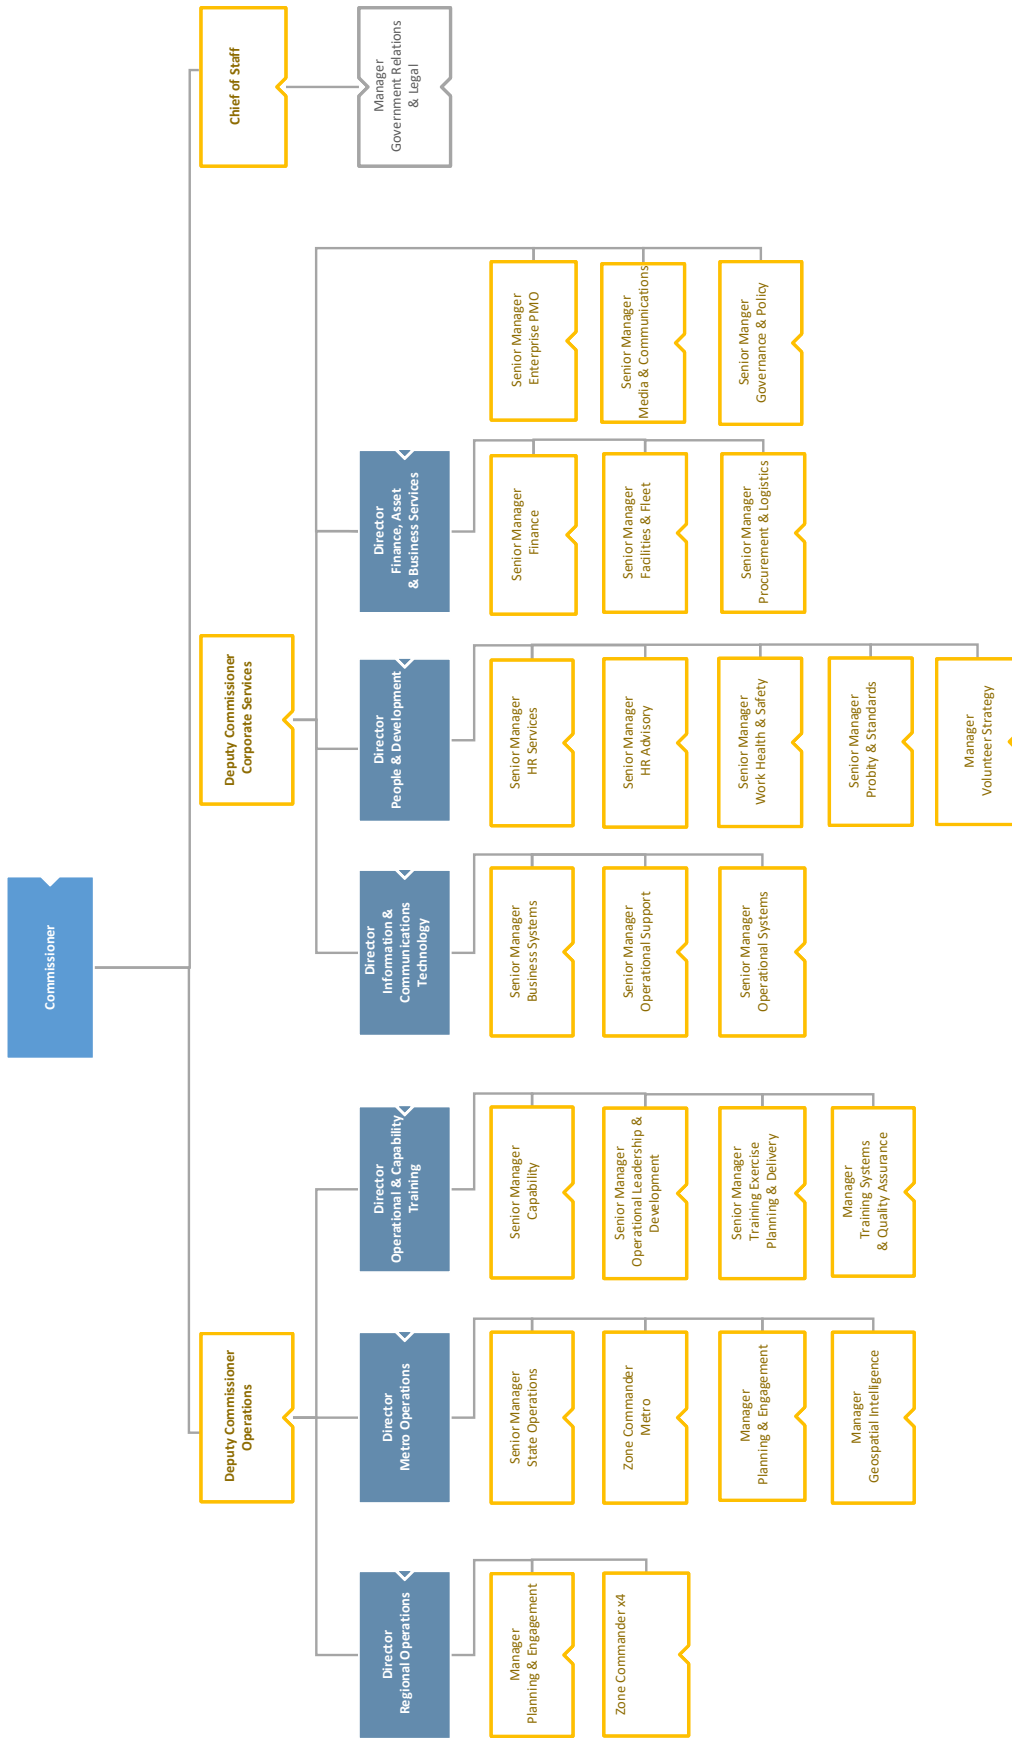 Commissioner
Deputy Commissioner
Operations
Deputy Commissioner
Corporate Services
Chief of Staff
Director
Regional Operations
Director
Metro Operations
Director
Operational & Capability
Training
Director
Information &
Communications
Technology
Director
People & Development
Director
Finance, Asset
& Business Services
Manager
Government Relations
& Legal
Manager
Planning & Engagement
Senior Manager
State Operations
Senior Manager
Capability
Senior Manager
Business Systems
Senior Manager
HR Services
Senior Manager
Finance
Senior Manager
Enterprise PMO
Zone Commander x4
Zone Commander
Metro
Senior Manager
Operational Leadership &
Development
Senior Manager
Operational Support
Senior Manager
HR Advisory
Senior Manager
Facilities & Fleet
Senior Manager
Media & Communications
Manager
Planning & Engagement
Senior Manager
Training Exercise
Planning & Delivery
Senior Manager
Operational Systems
Senior Manager
Work Health & Safety
Senior Manager
Procurement & Logistics
Senior Manger
Governance & Policy
Manager
Geospatial Intelligence
Manager
Training Systems
& Quality Assurance
Senior Manager
Probity & Standards
Manager
Volunteer Strategy